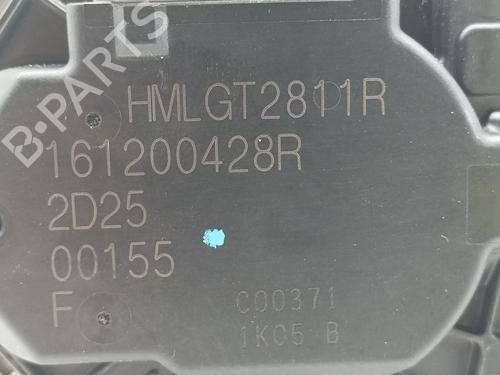 B-PARTS
HMLGT2811R
161200428R
2D25
00155
F
C00371
1K05 B